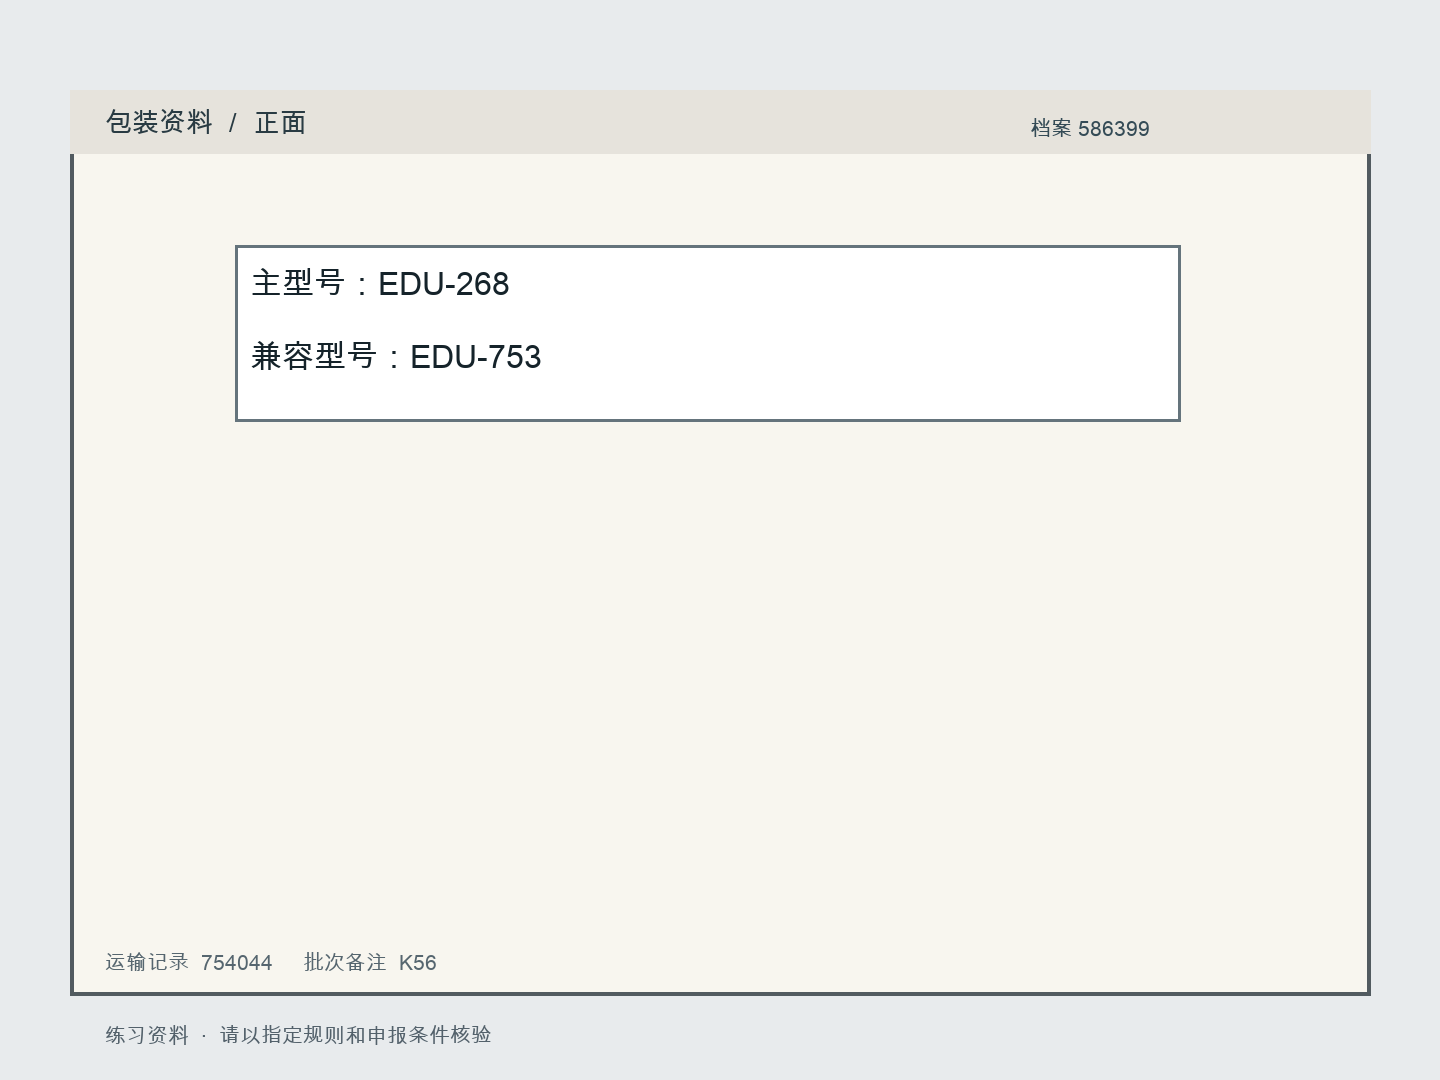 包装资料 / 正面
档案 586399
主型号：EDU-268
兼容型号：EDU-753
运输记录 754044 批次备注 K56
练习资料 · 请以指定规则和申报条件核验